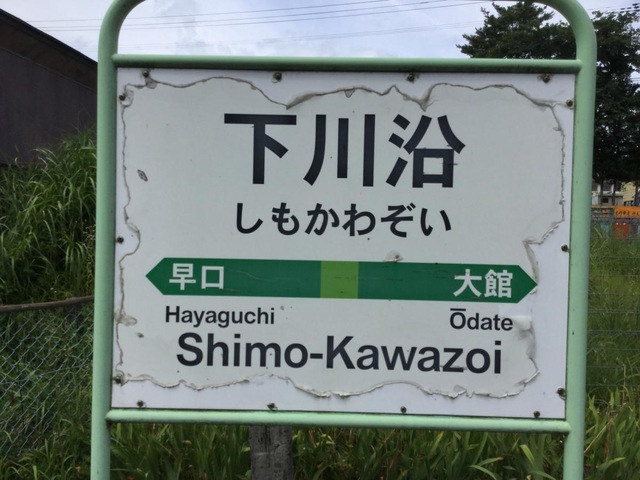 下川沿
しもかわぞい
早口 大館
Hayaguchi Ōdate
Shimo-Kawazoi